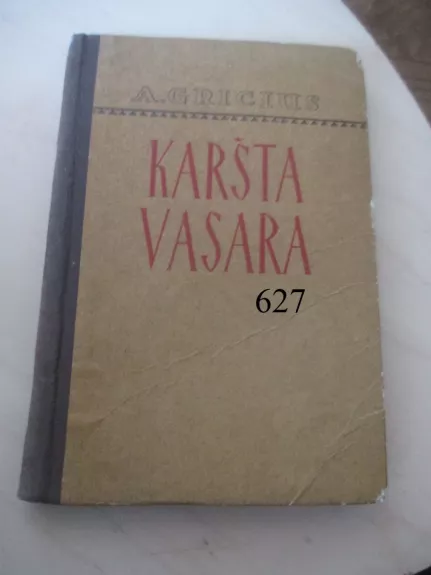 A. GRICIUS
KARŠTA
VASARA
627